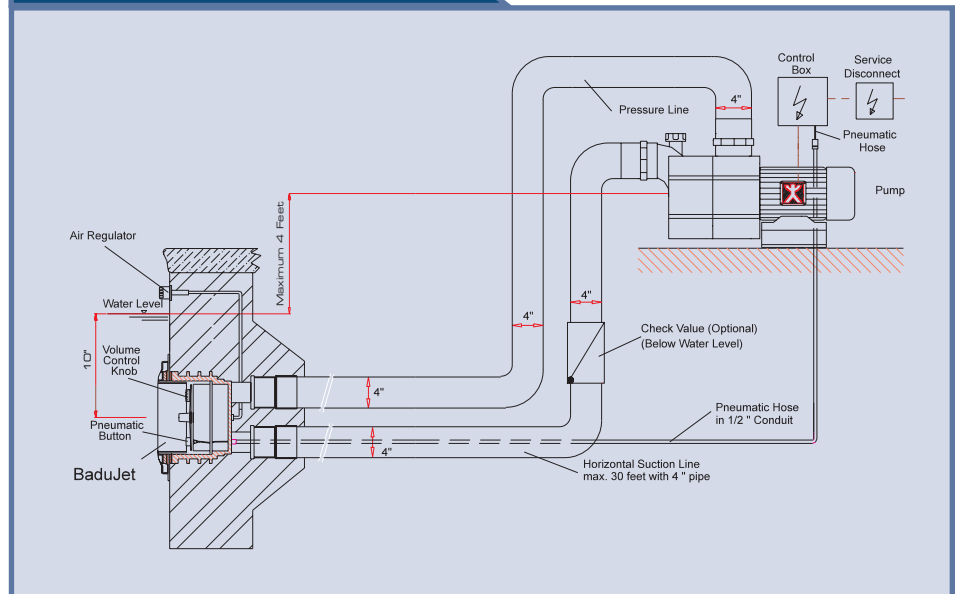 Control
Box
Service
Disconnect
4"
Pressure Line
Pneumatic
Hose
Pump
Maximum 4 Feet
Air Regulator
Water Level
4"
4"
10"
Check Value (Optional)
(Below Water Level)
Volume
Control
Knob
4"
Pneumatic Hose
in 1/2 " Conduit
Pneumatic
Button
4"
BaduJet
Horizontal Suction Line
max. 30 feet with 4 " pipe